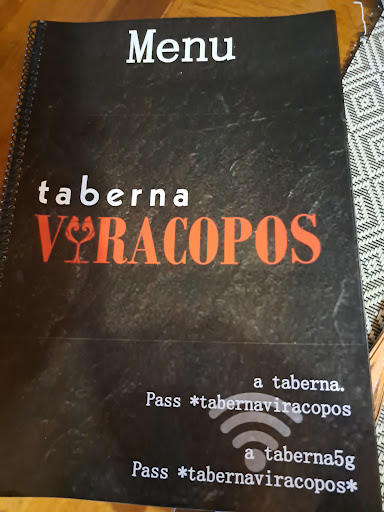 Menu
taberna
VIRACOPOS
a taberna.
Pass *tabernaviracopos
a taberna5g
Pass *tabernaviracopos*